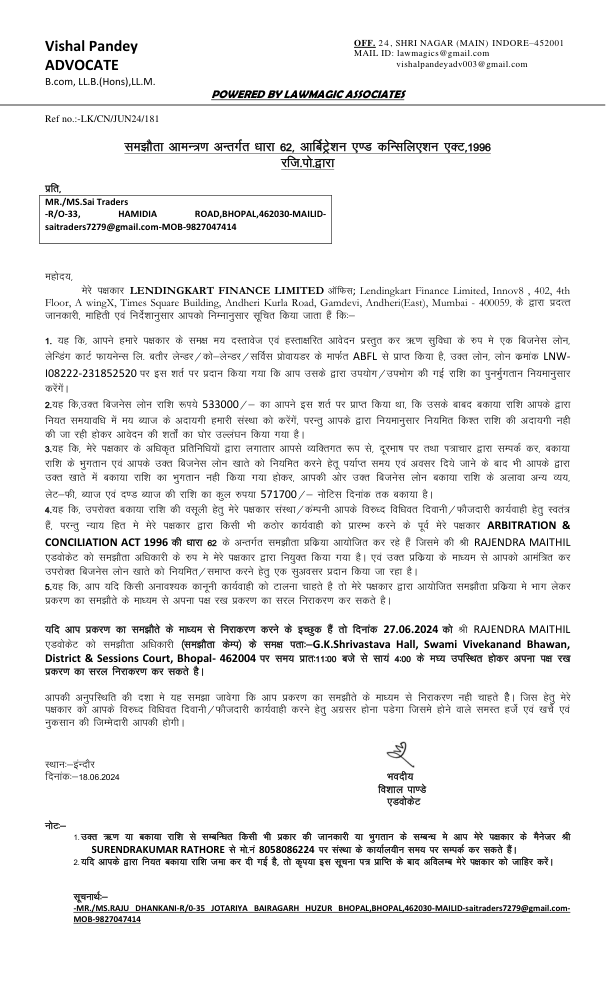 Vishal Pandey
ADVOCATE
B.com, LL.B.(Hons),LL.M.
OFF. 24, SHRI NAGAR (MAIN) INDORE–452001
MAIL ID: lawmagics@gmail.com
vishalpandeyadv003@gmail.com
POWERED BY LAWMAGIC ASSOCIATES
Ref no.:-LK/CN/JUN24/181
समझौता आमन्त्रण अन्तर्गत धारा 62, आर्बिट्रेशन एण्ड कन्सिलिएशन एक्ट,1996
रजि.पो.द्वारा
प्रति,
MR./MS.Sai Traders
-R/O-33, HAMIDIA ROAD,BHOPAL,462030-MAILID-
saitraders7279@gmail.com-MOB-9827047414
महोदय,
मेरे पक्षकार LENDINGKART FINANCE LIMITED ऑफिस; Lendingkart Finance Limited, Innov8 , 402, 4th
Floor, A wingX, Times Square Building, Andheri Kurla Road, Gamdevi, Andheri(East), Mumbai - 400059, के द्वारा प्रदत्त
जानकारी, माहिती एवं निर्देशानुसार आपको निम्नानुसार सूचित किया जाता हैं कि:–
1. यह कि, आपने हमारे पक्षकार के समक्ष मय दस्तावेज एवं हस्ताक्षरित आवेदन प्रस्तुत कर ऋण सुविधा के रुप मे एक बिजनेस लोन,
लेन्डिंग कार्ट फायनेन्स लि. बतौर लेन्डर/को–लेन्डर/सर्विस प्रोवायडर के मार्फत ABFL से प्राप्त किया है, उक्त लोन, लोन क्रमांक LNW-
I08222-231852520 पर इस शर्त पर प्रदान किया गया कि आप उसके द्वारा उपयोग/उपभोग की गई राशि का पुनर्भुगतान नियमानुसार
करेंगें।
2.यह कि,उक्त बिजनेस लोन राशि रूपये 533000/– का आपने इस शर्त पर प्राप्त किया था, कि उसके बाबद बकाया राशि आपके द्वारा
नियत समयावधि में मय ब्याज के अदायगी हमारी संस्था को करेंगें, परन्तु आपके द्वारा नियमानुसार नियमित किश्त राशि की अदायगी नही
की जा रही होकर आवेदन की शर्तों का घोर उल्लंघन किया गया है।
3.यह कि, मेरे पक्षकार के अधिकृत प्रतिनिधियों द्वारा लगातार आपसे व्यक्तिगत रूप से, दूरभाष पर तथा पत्राचार द्वारा सम्पर्क कर, बकाया
राशि के भुगतान एवं आपके उक्त बिजनेस लोन खाते को नियमित करने हेतू पर्याप्त समय एवं अवसर दिये जाने के बाद भी आपके द्वारा
उक्त खाते में बकाया राशि का भुगतान नही किया गया होकर, आपकी ओर उक्त बिजनेस लोन बकाया राशि के अलावा अन्य व्यय,
लेट–फी, ब्याज एवं दण्ड ब्याज की राशि का कुल रुपया 571700/– नोटिस दिनांक तक बकाया है।
4.यह कि, उपरोक्त बकाया राशि की वसूली हेतु मेरे पक्षकार संस्था/कंम्पनी आपके विरुध्द विधिवत दिवानी/फौजदारी कार्यवाही हेतु स्वतंत्र
हैं, परन्तु न्याय हित मे मेरे पक्षकार द्वारा किसी भी कठोर कार्यवाही को प्रारम्भ करने के पूर्व मेरे पक्षकार ARBITRATION &
CONCILIATION ACT 1996 की धारा 62 के अन्तरगत समझौता प्रक्रिया आयोजित कर रहे हैं जिसमे की श्री RAJENDRA MAITHIL
एडवोकेट को समझौता अधिकारी के रुप मे मेरे पक्षकार द्वारा नियुक्त किया गया है। एवं उक्त प्रक्रिया के माध्यम से आपको आमंत्रित कर
उपरोक्त बिजनेस लोन खाते को नियमित/समाप्त करने हेतु एक सुअवसर प्रदान किया जा रहा है।
5.यह कि, आप यदि किसी अनावश्यक कानूनी कार्यवाही को टालना चाहते है तो मेरे पक्षकार द्वारा आयोजित समझौता प्रक्रिया मे भाग लेकर
प्रकरण का समझौते के माध्यम से अपना पक्ष रख प्रकरण का सरल निराकरण कर सकते है।
यदि आप प्रकरण का समझौते के माध्यम से निराकरण करने के इच्छुक हैं तो दिनांक 27.06.2024 को श्री RAJENDRA MAITHIL
एडवोकेट को समझौता अधिकारी (समझौता केम्प) के समक्ष पताः–G.K.Shrivastava Hall, Swami Vivekanand Bhawan,
District & Sessions Court, Bhopal- 462004 पर समय प्रातः11:00 बजे से सायं 4:00 के मघ्य उपस्थित होकर अपना पक्ष रख
प्रकरण का सरल निराकरण कर सकते है।
आपकी अनुपस्थिति की दशा मे यह समझा जावेगा कि आप प्रकरण का समझौते के माध्यम से निराकरण नही चाहते हैै। जिस हेतु मेरे
पक्षकार को आपके विरुध्द विधिवत दिवानी/फौजदारी कार्यवाही करने हेतु अग्रसर होना पडेगा जिसमे होने वाले समस्त हर्जे एवं खर्चे एवं
नुकसान की जिम्मेदारी आपकी होगी।
स्थानः–इंन्दौर
दिनांकः–18.06.2024
भवदीय
विशाल पाण्डे
एडवोकेट
नोटः–
1.उक्त ऋण या बकाया राशि से सम्बन्धित किसी भी प्रकार की जानकारी या भुगतान के सम्बन्ध मे आप मेरे पक्षकार के मैनेजर श्री
SURENDRAKUMAR RATHORE से मो.नं 8058086224 पर संस्था के कार्यालयीन समय पर सम्पर्क कर सकते हैं।
2.यदि आपके द्वारा नियत बकाया राशि जमा कर दी गई है, तो कृपया इस सूचना पत्र प्राप्ति के बाद अविलम्ब मेरे पक्षकार को जाहिर करें।
सूचनार्थः–
-MR./MS.RAJU DHANKANI-R/0-35 JOTARIYA BAIRAGARH HUZUR BHOPAL,BHOPAL,462030-MAILID-saitraders7279@gmail.com-
MOB-9827047414